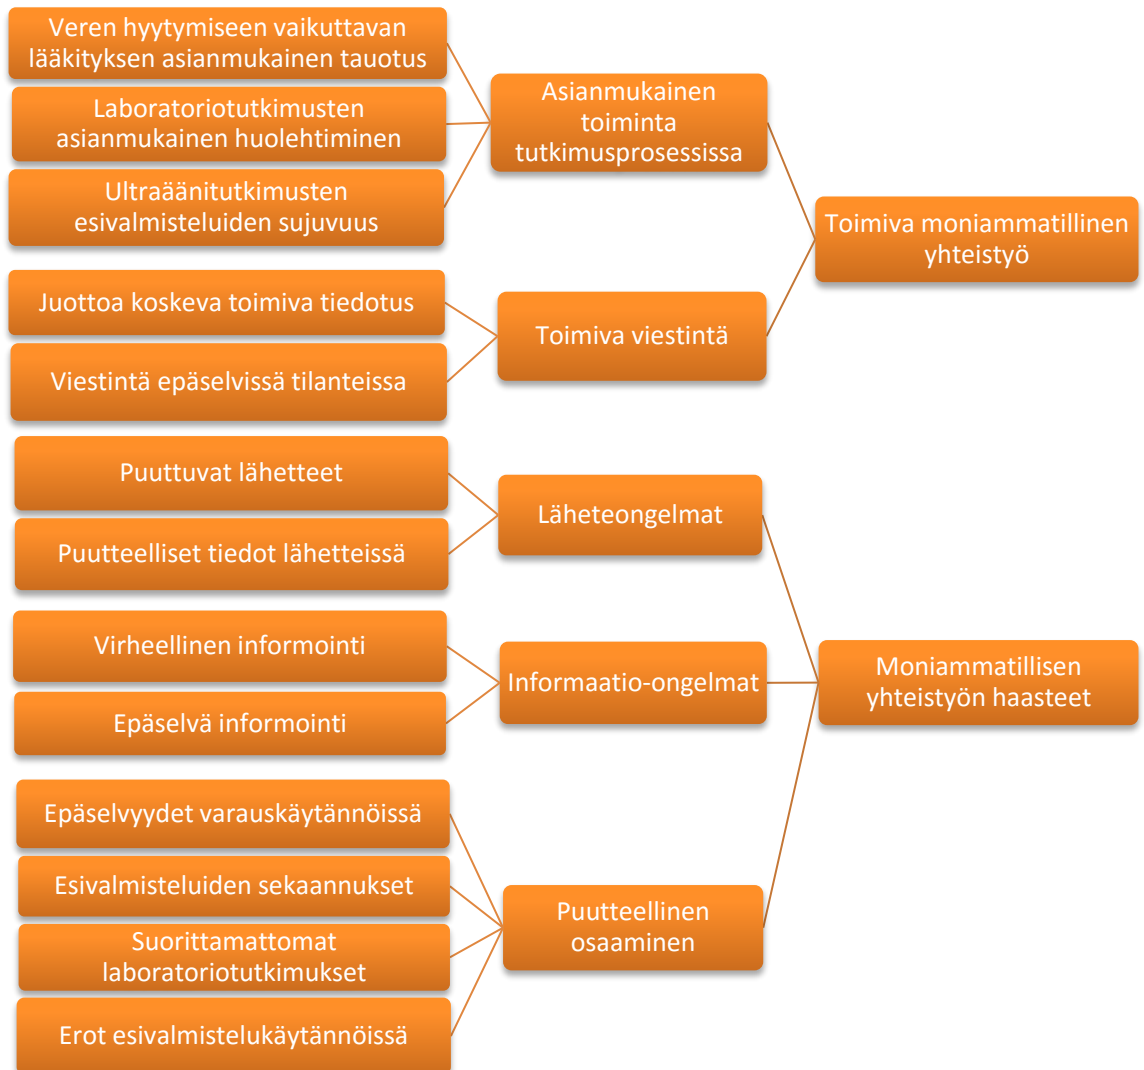 Veren hyytymiseen vaikuttavan
lääkityksen asianmukainen tauotus
Laboratoriotutkimusten
asianmukainen huolehtiminen
Ultraäänitutkimusten
esivalmisteluiden sujuvuus
Asianmukainen
toiminta
tutkimusprosessissa
Juottoa koskeva toimiva tiedotus
Viestintä epäselvissä tilanteissa
Toimiva viestintä
Toimiva moniammatillinen
yhteistyö
Puuttuvat lähetteet
Puutteelliset tiedot lähetteissä
Läheteongelmat
Virheellinen informointi
Epäselvä informointi
Informaatio-ongelmat
Epäselvyydet varauskäytännöissä
Esivalmisteluiden sekaannukset
Suorittamattomat
laboratoriotutkimukset
Erot esivalmistelukäytännöissä
Puutteellinen
osaaminen
Moniammatillisen
yhteistyön haasteet